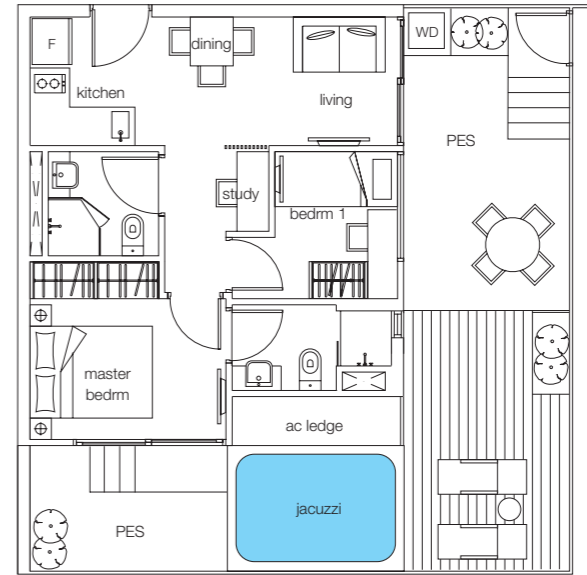 F
dining
WD
kitchen
living
PES
study
bedrm 1
master
bedrm
ac ledge
jacuzzi
PES